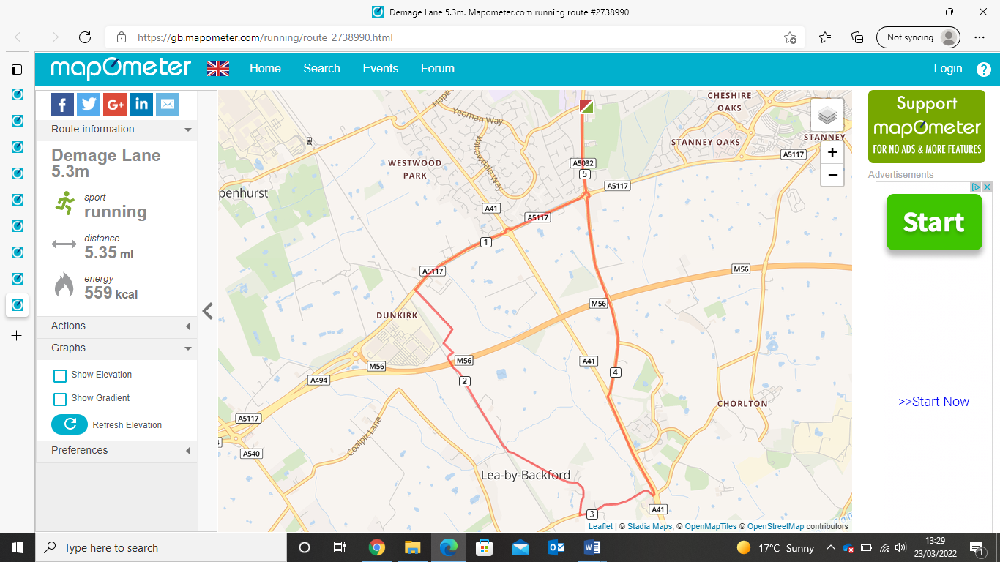 Demage Lane 5.3m. Mapometer.com running route #2738990
https://gb.mapometer.com/running/route_2738990.html
Not syncing
mapometer
Home
Search
Events
Forum
Login
?
f
G+
in
Route information
Demage Lane
5.3m
sport
running
distance
5.35 ml
energy
559 kcal
Actions
Graphs
Show Elevation
Show Gradient
Refresh Elevation
Preferences
Hope
Yeoman Way
Willowdale Way
WESTWOOD
PARK
CHESHIRE
OAKS
STANNEY OAKS
STANNEY
A5117
A5032
5
A5117
penhurst
A41
A5117
1
A5117
M56
M56
DUNKIRK
M56
M56
A41
A494
2
4
CHORLTON
A5117
Coalpit Lane
A540
Lea-by-Backford
A41
3
+
−
Leaflet | © Stadia Maps, © OpenMapTiles © OpenStreetMap contributors
Support
mapometer
FOR NO ADS & MORE FEATURES
Advertisements
Start
>>Start Now
Type here to search
17°C Sunny
13:29
23/03/2022
1